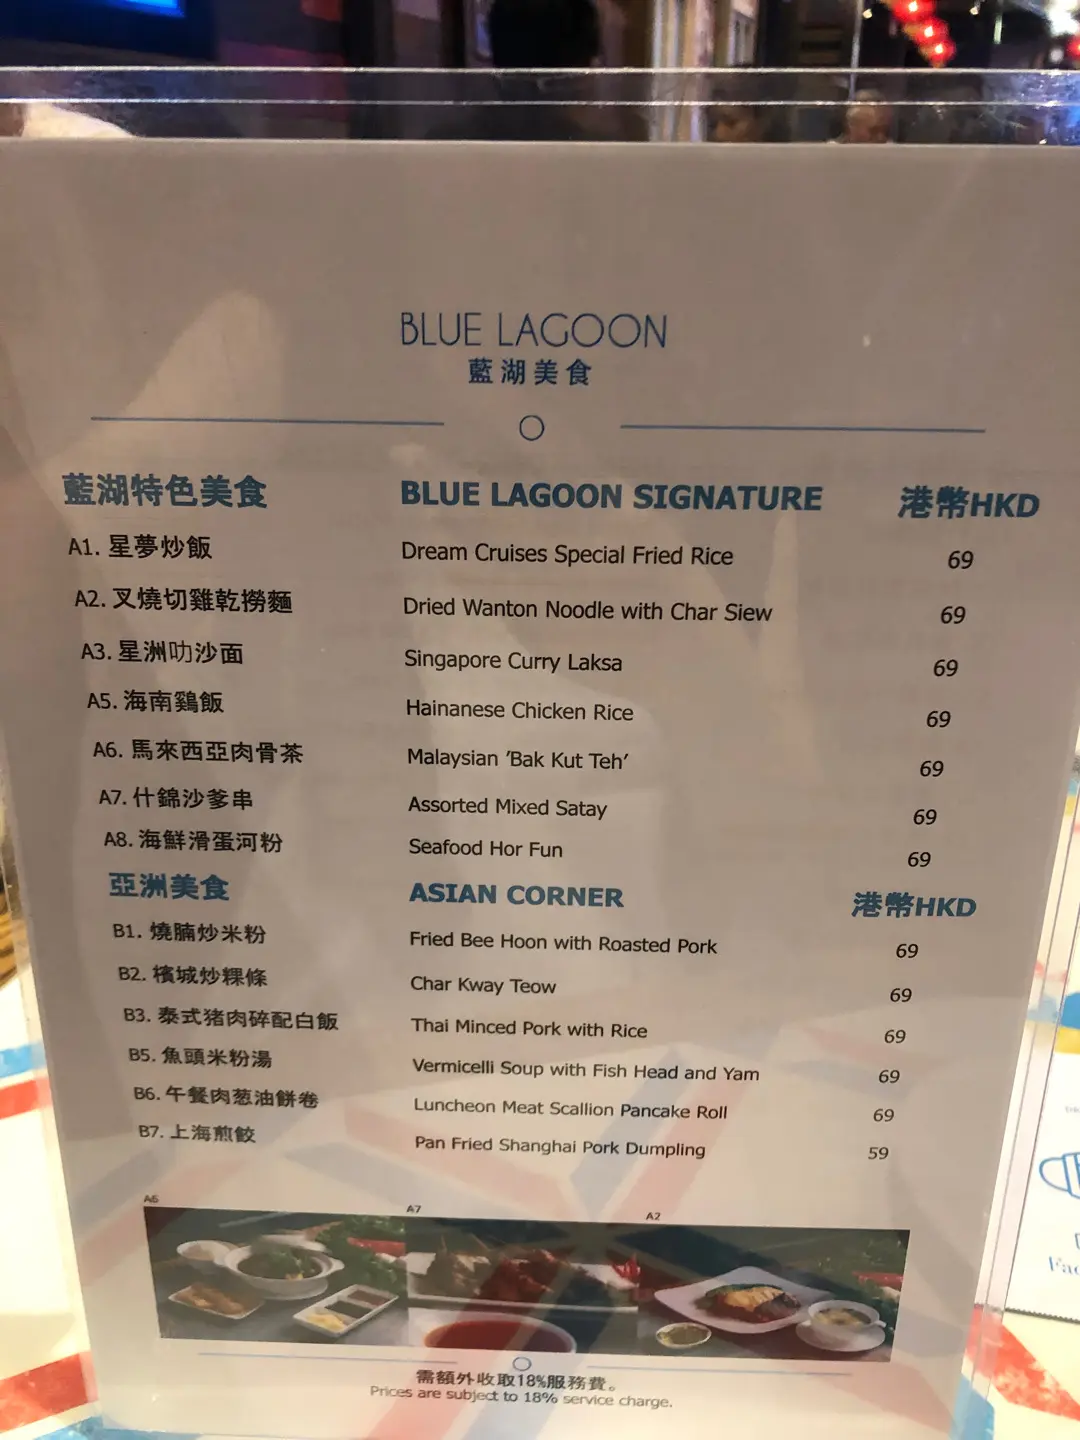 BLUE LAGOON
藍湖美食
藍湖特色美食 BLUE LAGOON SIGNATURE 港幣HKD
A1. 星夢炒飯 Dream Cruises Special Fried Rice 69
A2. 叉燒切雞乾撈麵 Dried Wanton Noodle with Char Siew 69
A3. 星洲叻沙面 Singapore Curry Laksa 69
A5. 海南鷄飯 Hainanese Chicken Rice 69
A6. 馬來西亞肉骨茶 Malaysian ’Bak Kut Teh’ 69
A7. 什錦沙爹串 Assorted Mixed Satay 69
A8. 海鮮滑蛋河粉 Seafood Hor Fun 69
亞洲美食 ASIAN CORNER 港幣HKD
B1. 燒腩炒米粉 Fried Bee Hoon with Roasted Pork 69
B2. 檳城炒粿條 Char Kway Teow 69
B3. 泰式猪肉碎配白飯 Thai Minced Pork with Rice 69
B5. 魚頭米粉湯 Vermicelli Soup with Fish Head and Yam 69
B6. 午餐肉葱油餅卷 Luncheon Meat Scallion Pancake Roll 69
B7. 上海煎餃 Pan Fried Shanghai Pork Dumpling 59
A6 A7 A2
需額外收取18%服務費。
Prices are subject to 18% service charge.